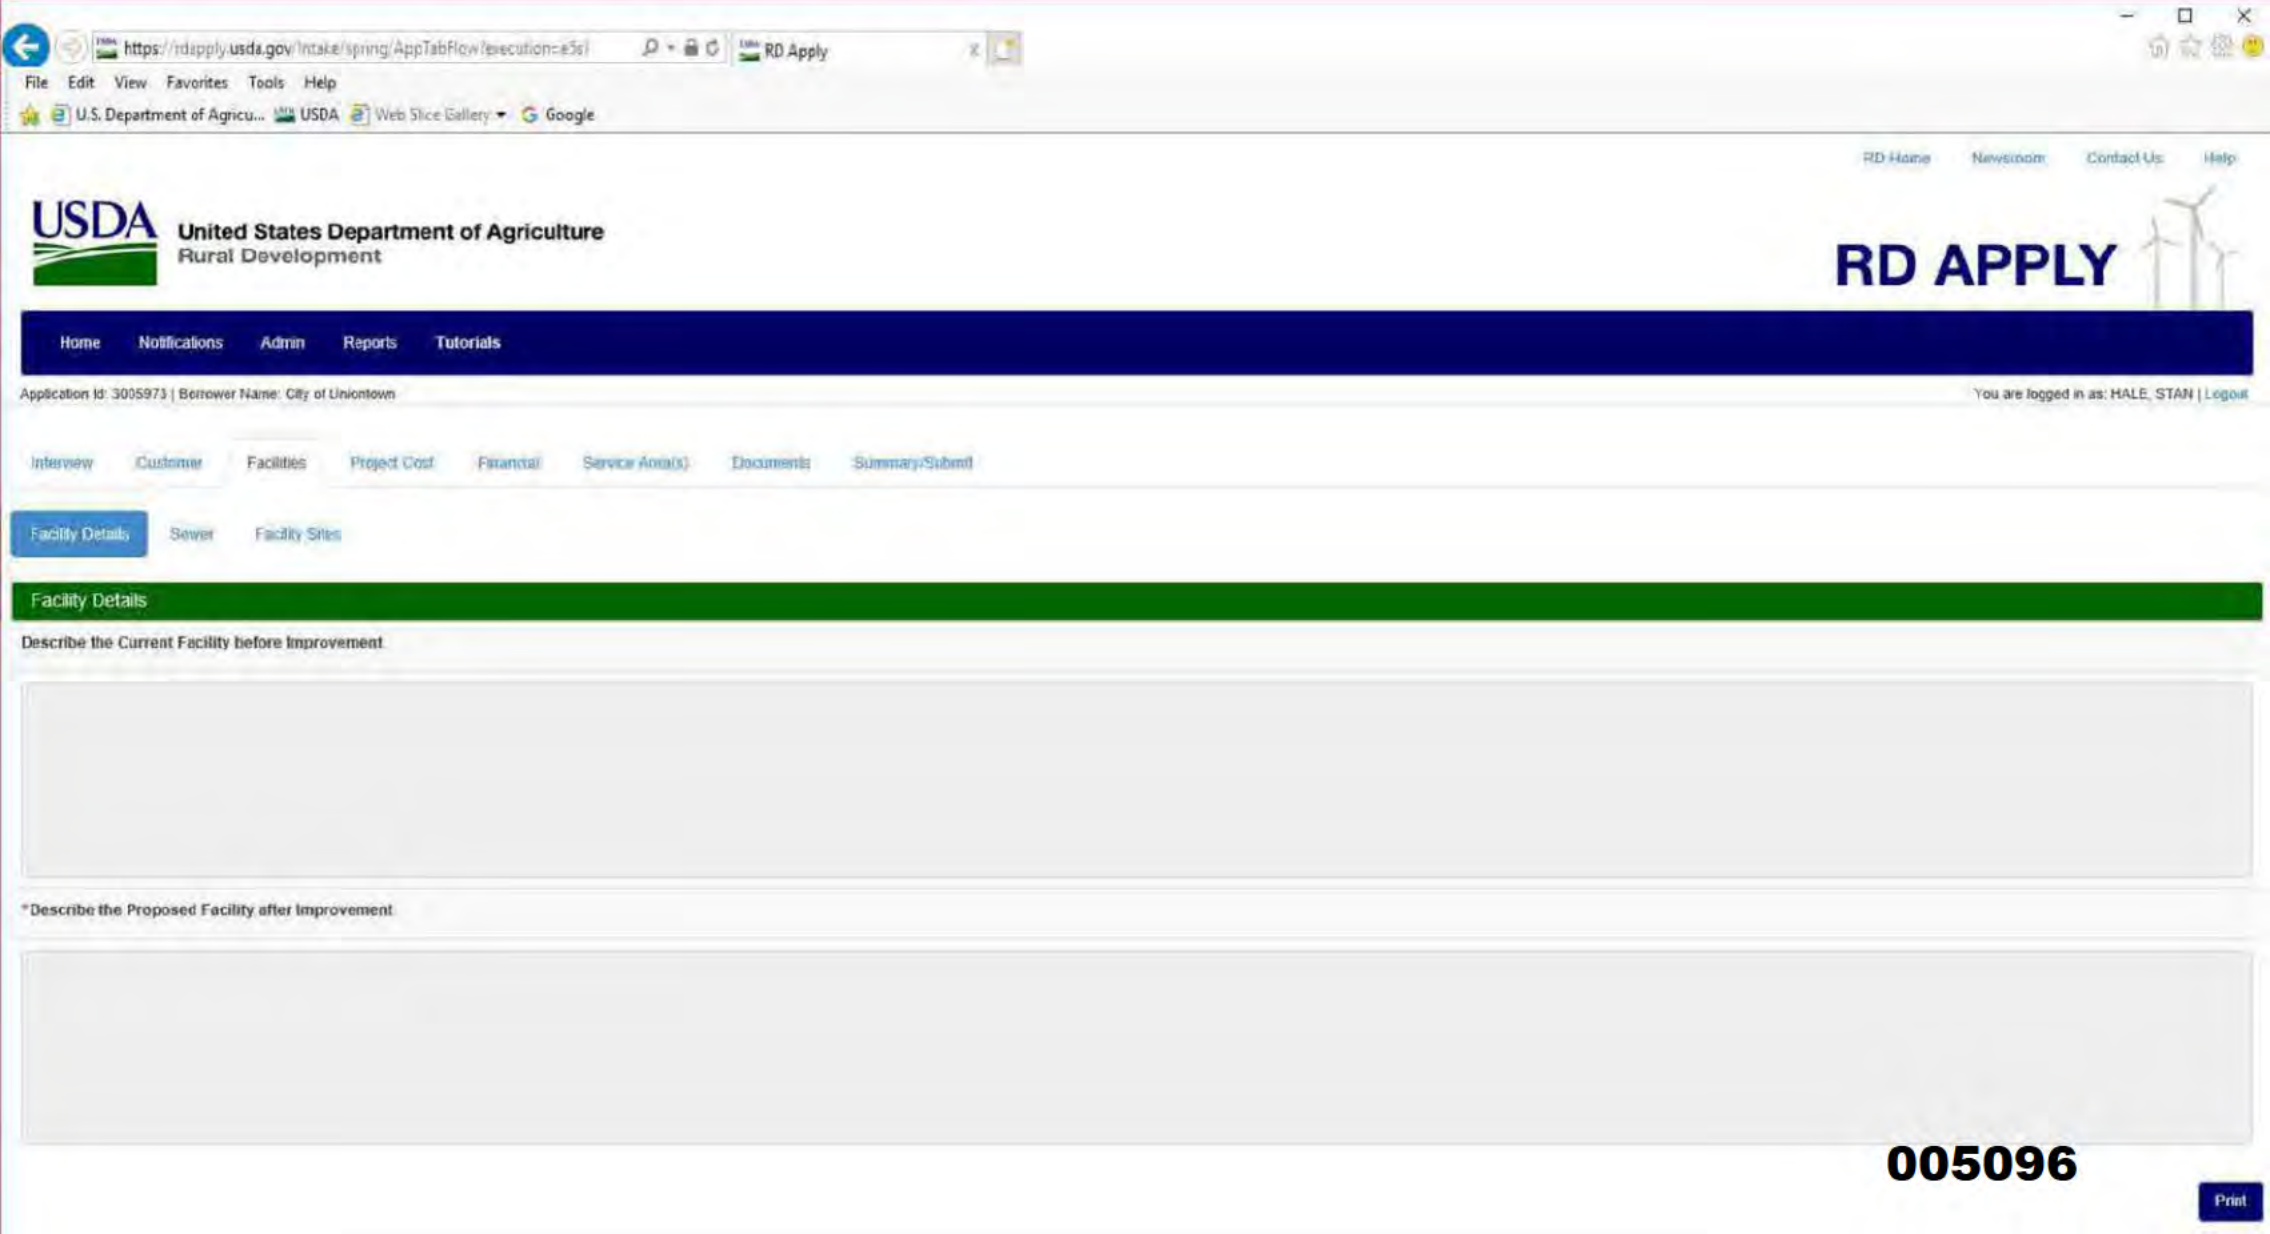 https://rdapply.usda.gov/Intake/spring/AppTabFlow?execution=e5s1
RD Apply
File Edit View Favorites Tools Help
U.S. Department of Agricu... USDA Web Slice Gallery Google
RD Home Newsroom Contact Us Help
USDA
United States Department of Agriculture
Rural Development
RD APPLY
Home Notifications Admin Reports Tutorials
Application Id: 3005973 | Borrower Name: City of Uniontown
You are logged in as: HALE, STAN | Logout
Interview Customer Facilities Project Cost Financial Service Area(s) Documents Summary/Submit
Facility Details Sewer Facility Sites
Facility Details
Describe the Current Facility before Improvement
*Describe the Proposed Facility after Improvement
005096
Print